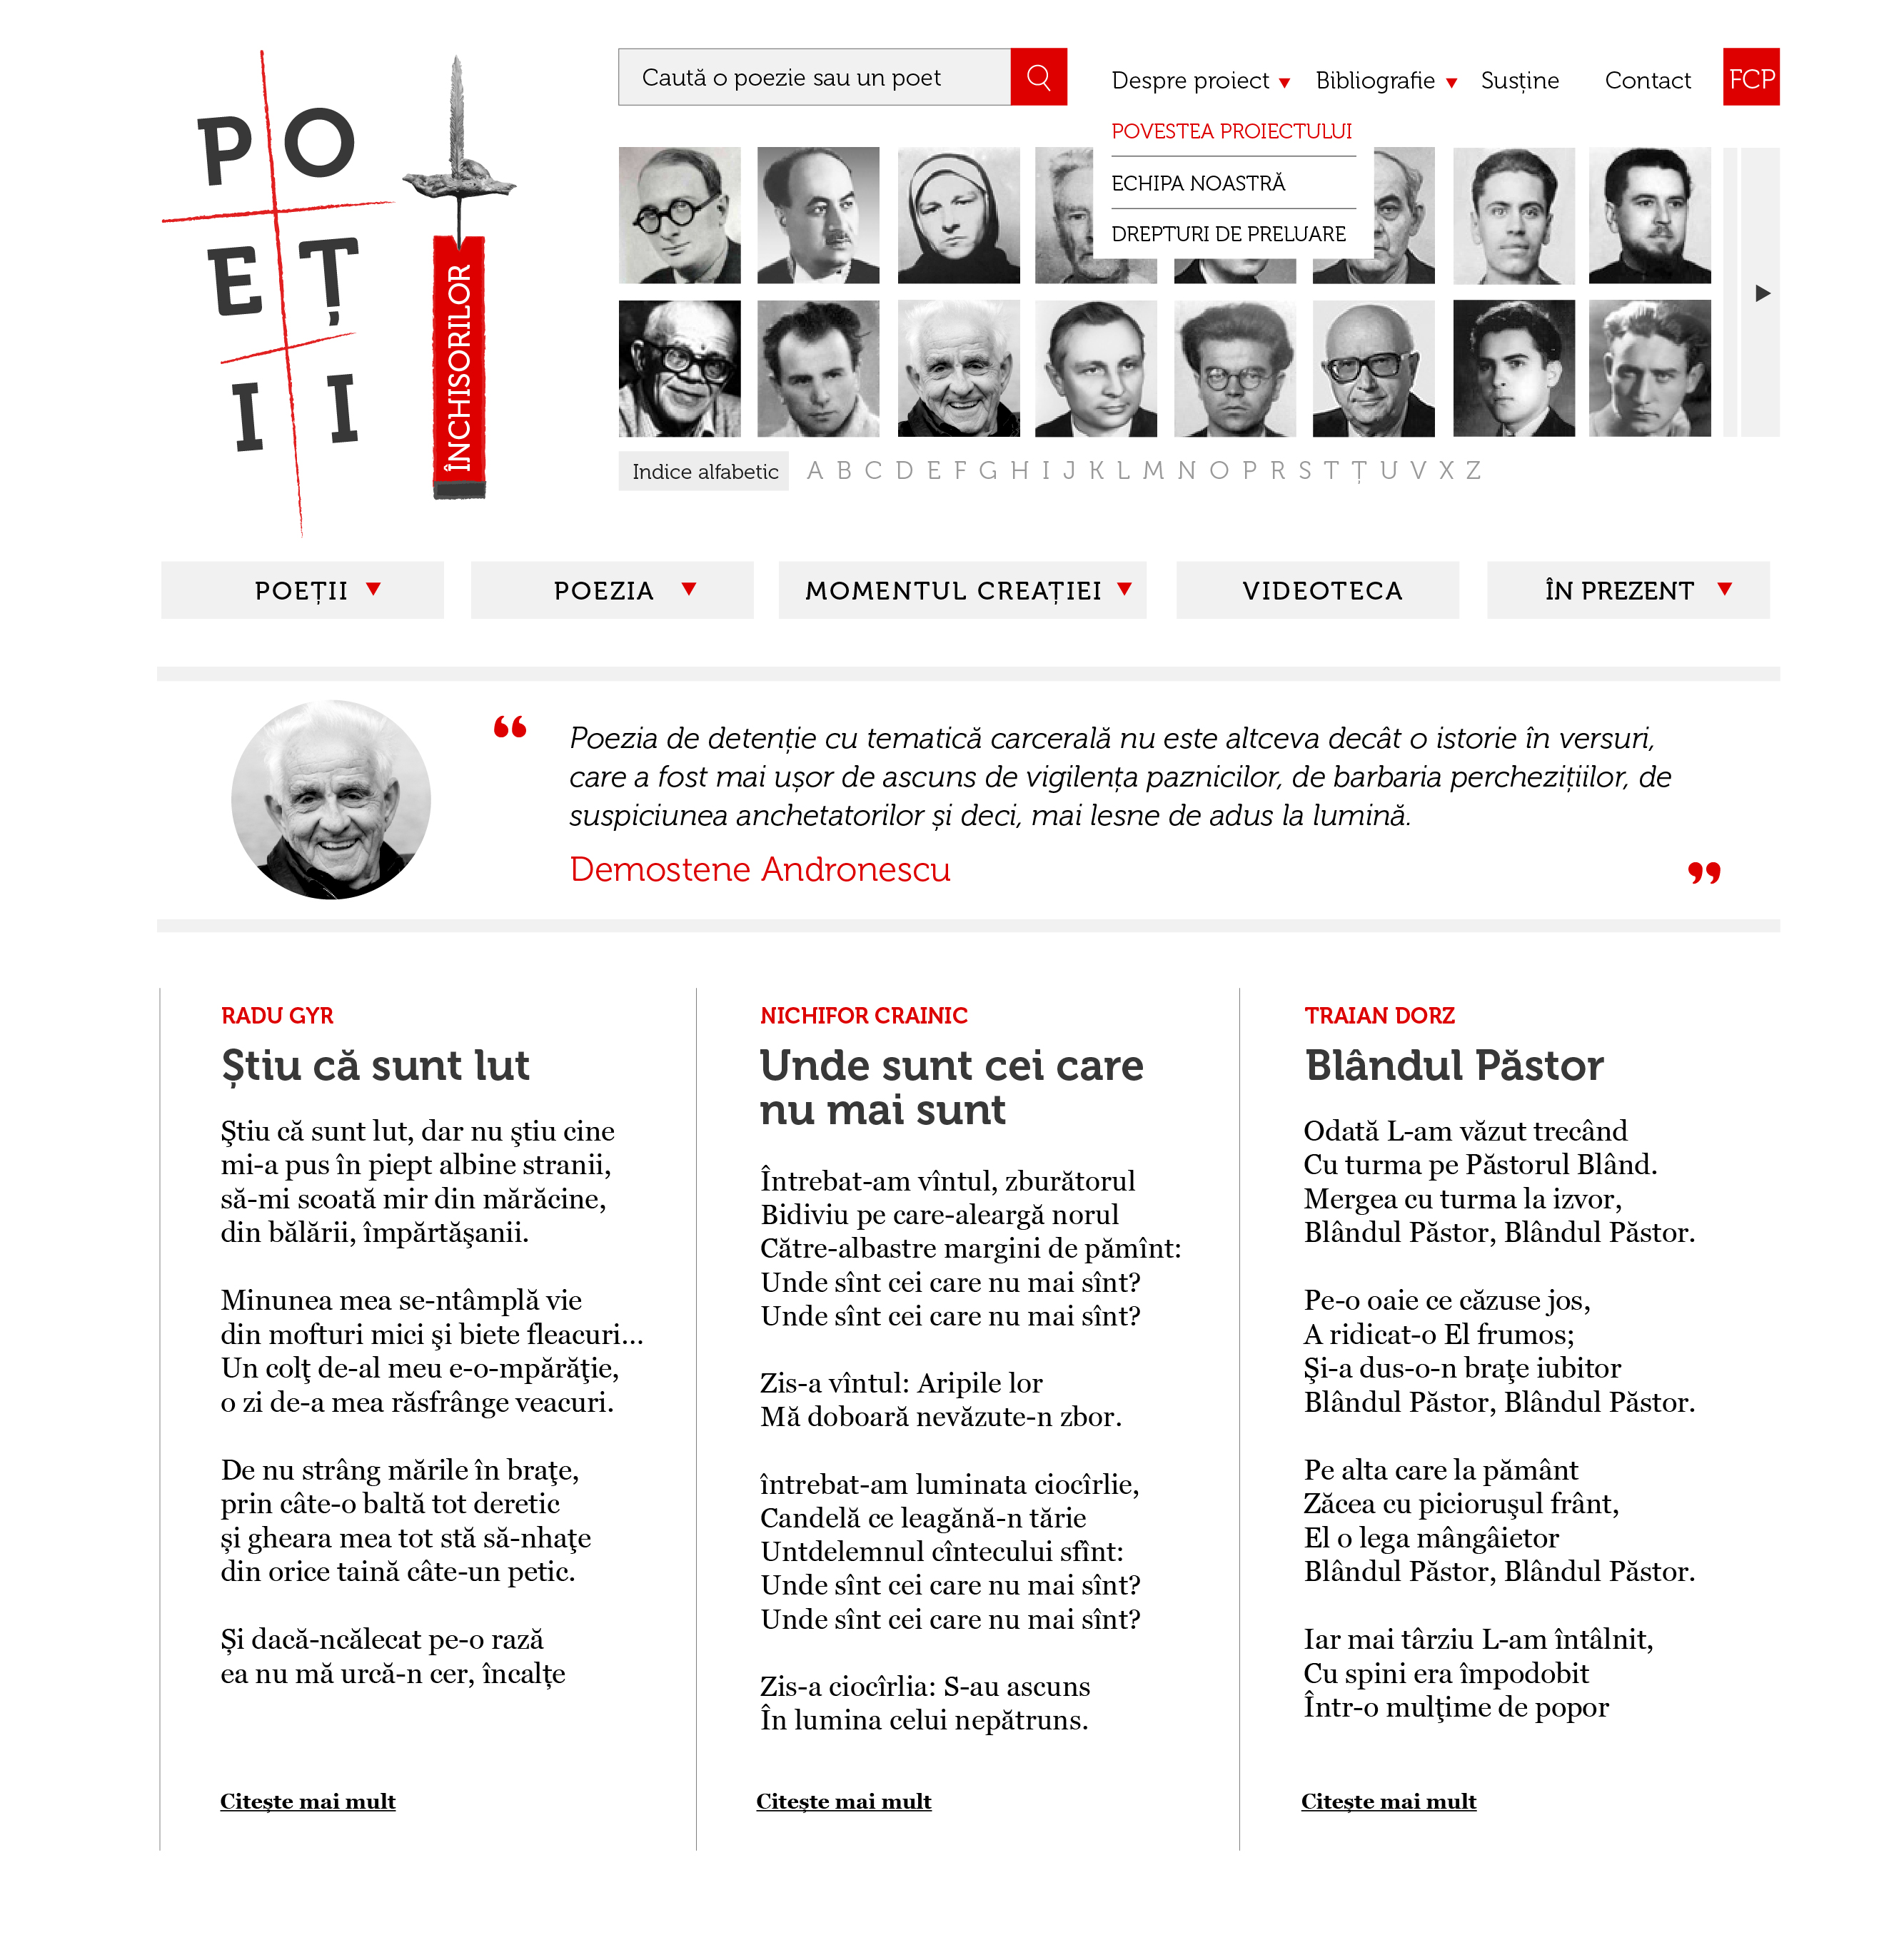 P O
E Ț
I I
ÎNCHISORILOR
Caută o poezie sau un poet
Despre proiect
Bibliografie
Susține
Contact
FCP
POVESTEA PROIECTULUI
ECHIPA NOASTRĂ
DREPTURI DE PRELUARE
Indice alfabetic
A B C D E F G H I J K L M N O P R S T Ț U V X Z
POEȚII
POEZIA
MOMENTUL CREAȚIEI
VIDEOTECA
ÎN PREZENT
“
Poezia de detenție cu tematică carcerală nu este altceva decât o istorie în versuri,
care a fost mai ușor de ascuns de vigilența paznicilor, de barbaria perchezițiilor, de
suspiciunea anchetatorilor și deci, mai lesne de adus la lumină.
Demostene Andronescu
”
RADU GYR
Știu că sunt lut
Ştiu că sunt lut, dar nu ştiu cine
mi-a pus în piept albine stranii,
să-mi scoată mir din mărăcine,
din bălării, împărtăşanii.
Minunea mea se-ntâmplă vie
din mofturi mici şi biete fleacuri...
Un colţ de-al meu e-o-mpărăţie,
o zi de-a mea răsfrânge veacuri.
De nu strâng mările în braţe,
prin câte-o baltă tot deretic
și gheara mea tot stă să-nhaţe
din orice taină câte-un petic.
Și dacă-ncălecat pe-o rază
ea nu mă urcă-n cer, încalțe
Citește mai mult
NICHIFOR CRAINIC
Unde sunt cei care
nu mai sunt
Întrebat-am vîntul, zburătorul
Bidiviu pe care-aleargă norul
Către-albastre margini de pămînt:
Unde sînt cei care nu mai sînt?
Unde sînt cei care nu mai sînt?
Zis-a vîntul: Aripile lor
Mă doboară nevăzute-n zbor.
întrebat-am luminata ciocîrlie,
Candelă ce leagănă-n tărie
Untdelemnul cîntecului sfînt:
Unde sînt cei care nu mai sînt?
Unde sînt cei care nu mai sînt?
Zis-a ciocîrlia: S-au ascuns
În lumina celui nepătruns.
Citește mai mult
TRAIAN DORZ
Blândul Păstor
Odată L-am văzut trecând
Cu turma pe Păstorul Blând.
Mergea cu turma la izvor,
Blândul Păstor, Blândul Păstor.
Pe-o oaie ce căzuse jos,
A ridicat-o El frumos;
Şi-a dus-o-n braţe iubitor
Blândul Păstor, Blândul Păstor.
Pe alta care la pământ
Zăcea cu picioruşul frânt,
El o lega mângâietor
Blândul Păstor, Blândul Păstor.
Iar mai târziu L-am întâlnit,
Cu spini era împodobit
Într-o mulţime de popor
Citește mai mult